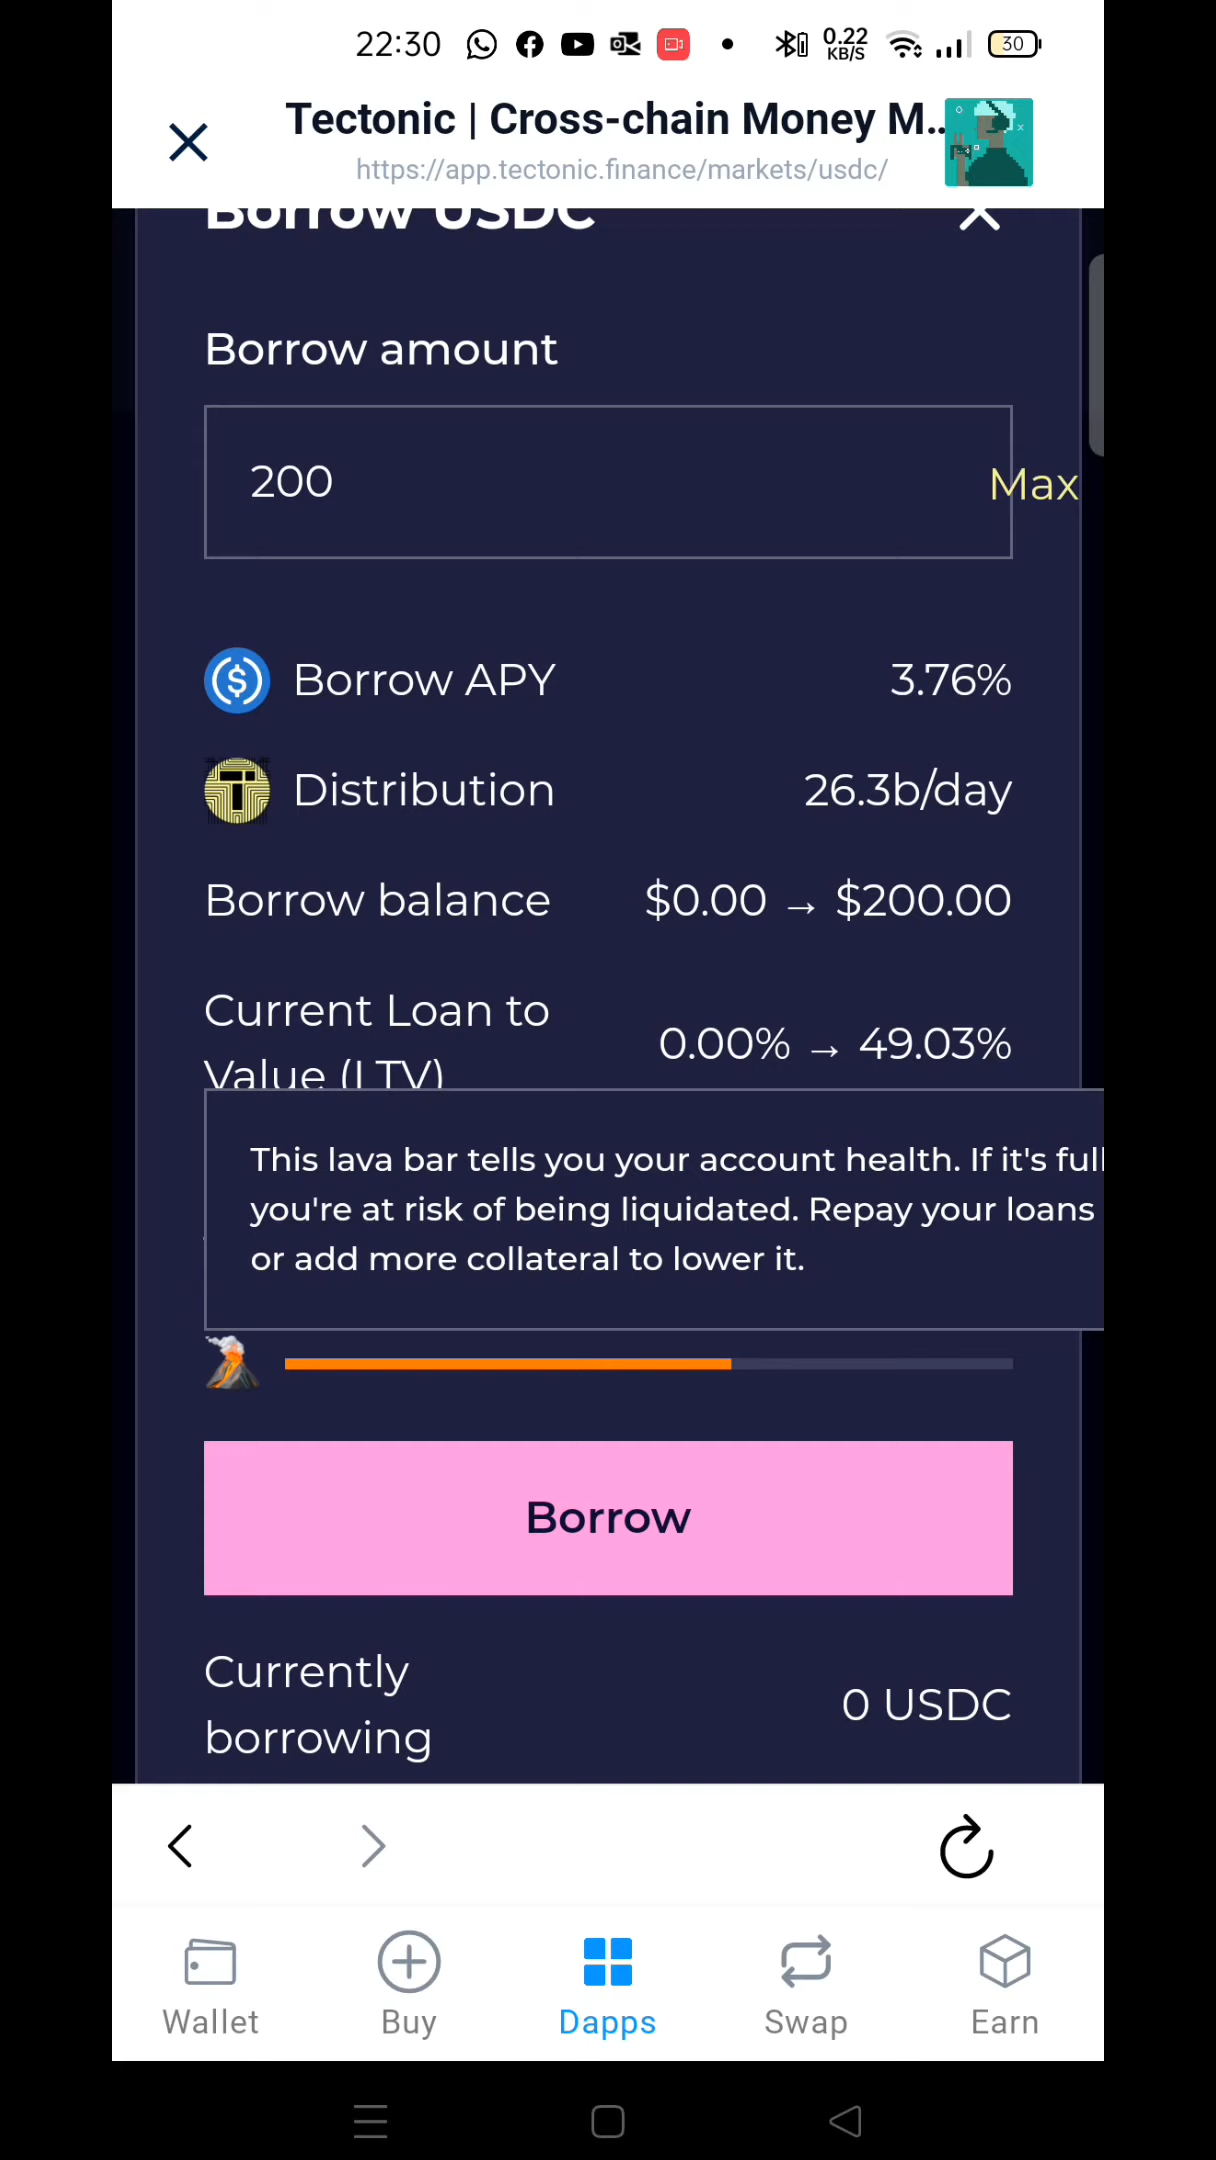 22:30
0.22
KB/S
30
Tectonic | Cross-chain Money M...
https://app.tectonic.finance/markets/usdc/
Borrow USDC
Borrow amount
200
Max
Borrow APY
3.76%
Distribution
26.3b/day
Borrow balance
$0.00 → $200.00
Current Loan to
Value (LTV)
0.00% → 49.03%
This lava bar tells you your account health. If it's full
you're at risk of being liquidated. Repay your loans
or add more collateral to lower it.
Borrow
Currently
borrowing
0 USDC
Wallet
Buy
Dapps
Swap
Earn